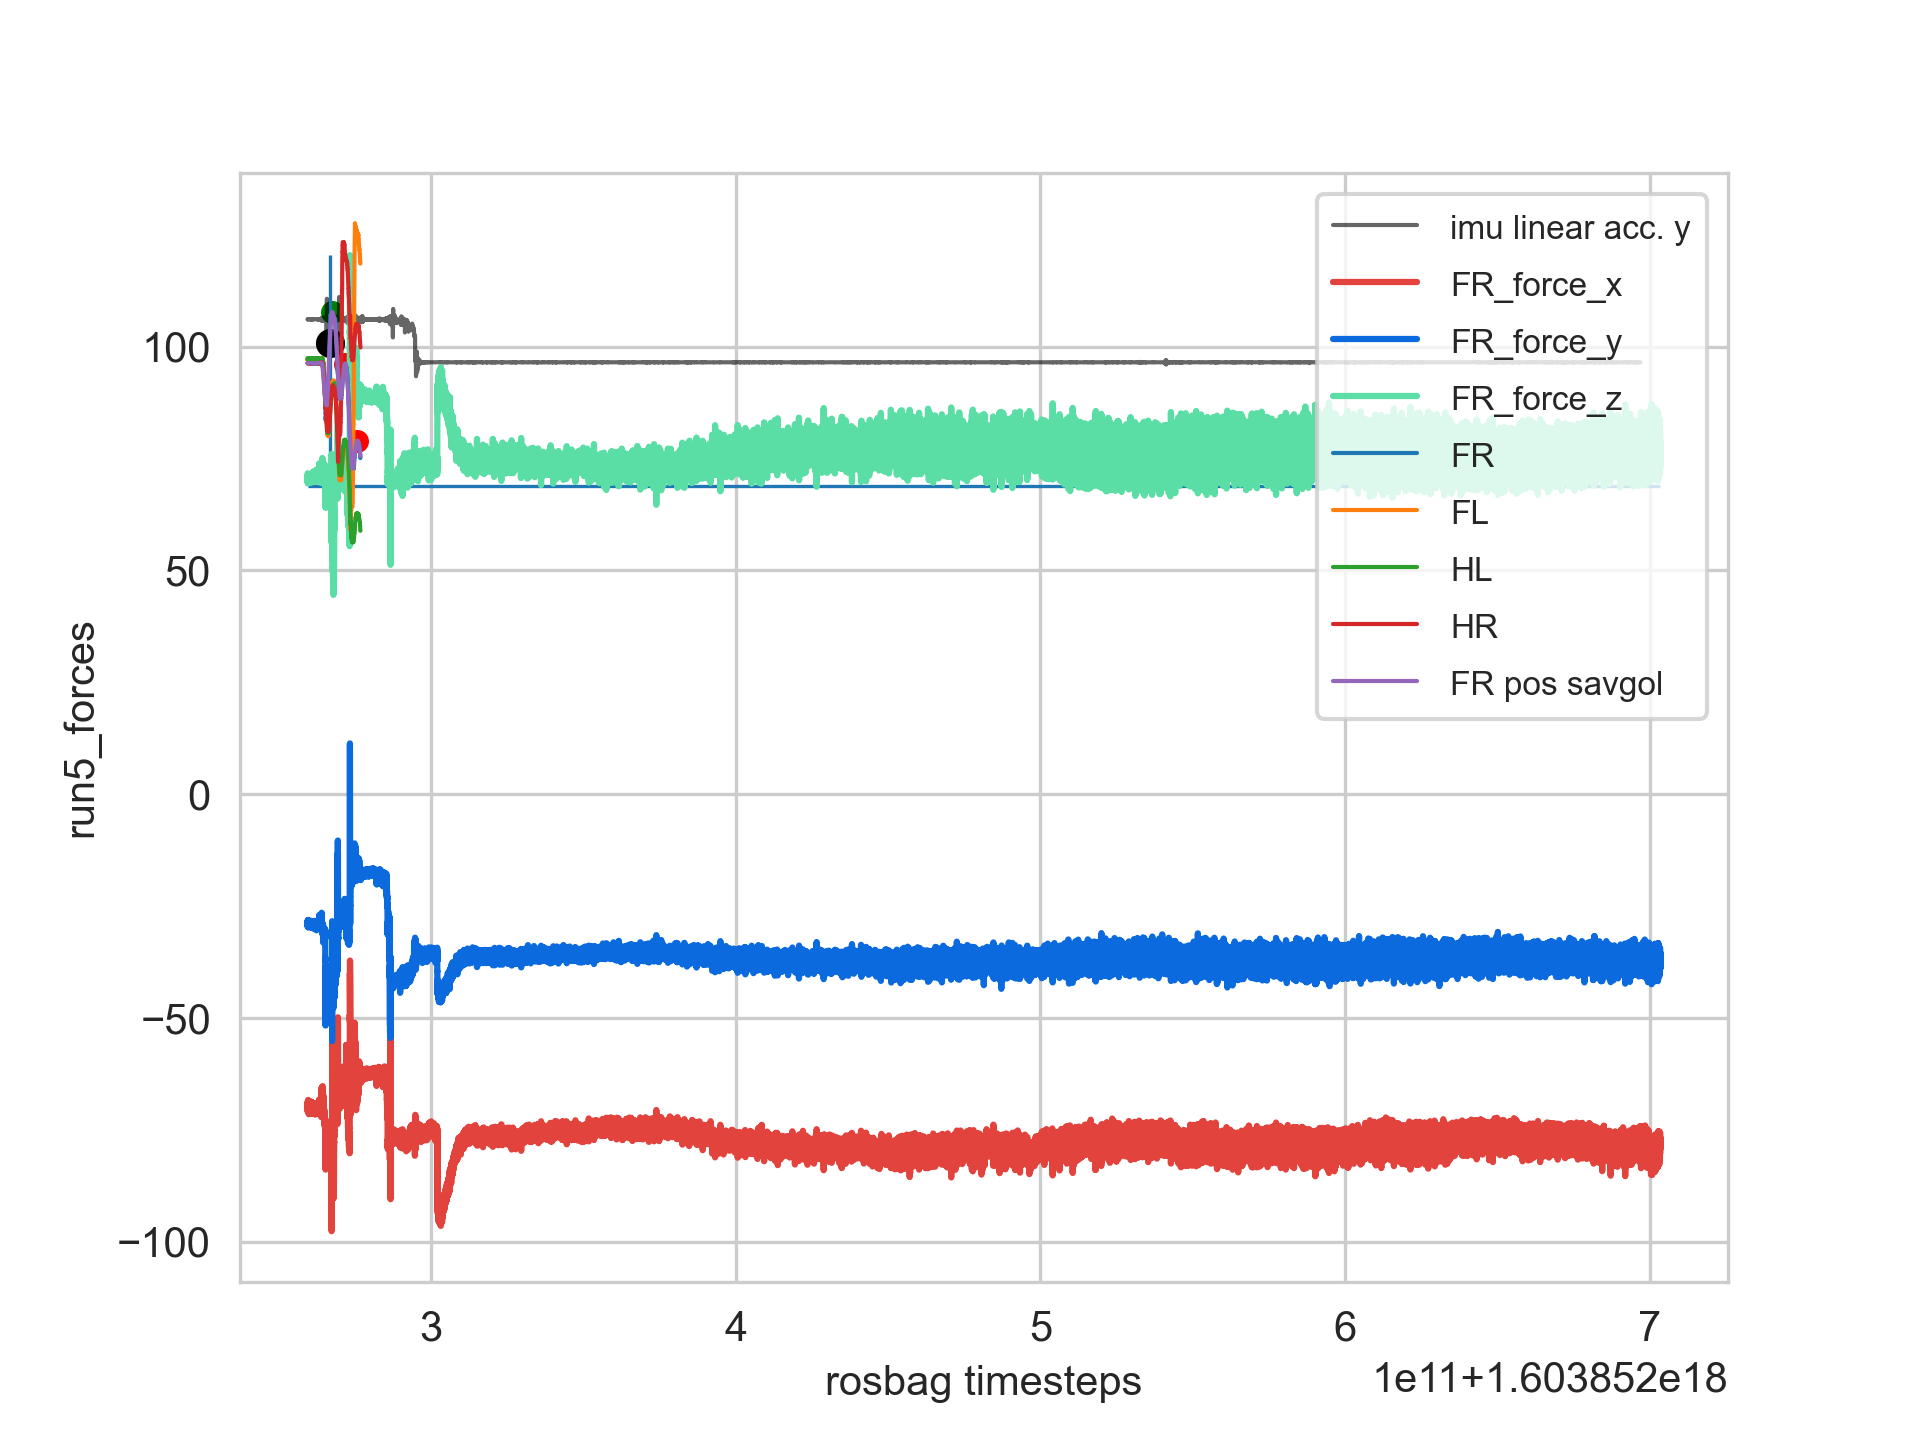 imu linear acc. y
FR_force_x
FR_force_y
FR_force_z
FR
FL
HL
HR
FR pos savgol
100
50
0
−50
−100
run5_forces
3 4 5 6 7
rosbag timesteps
1e11+1.603852e18